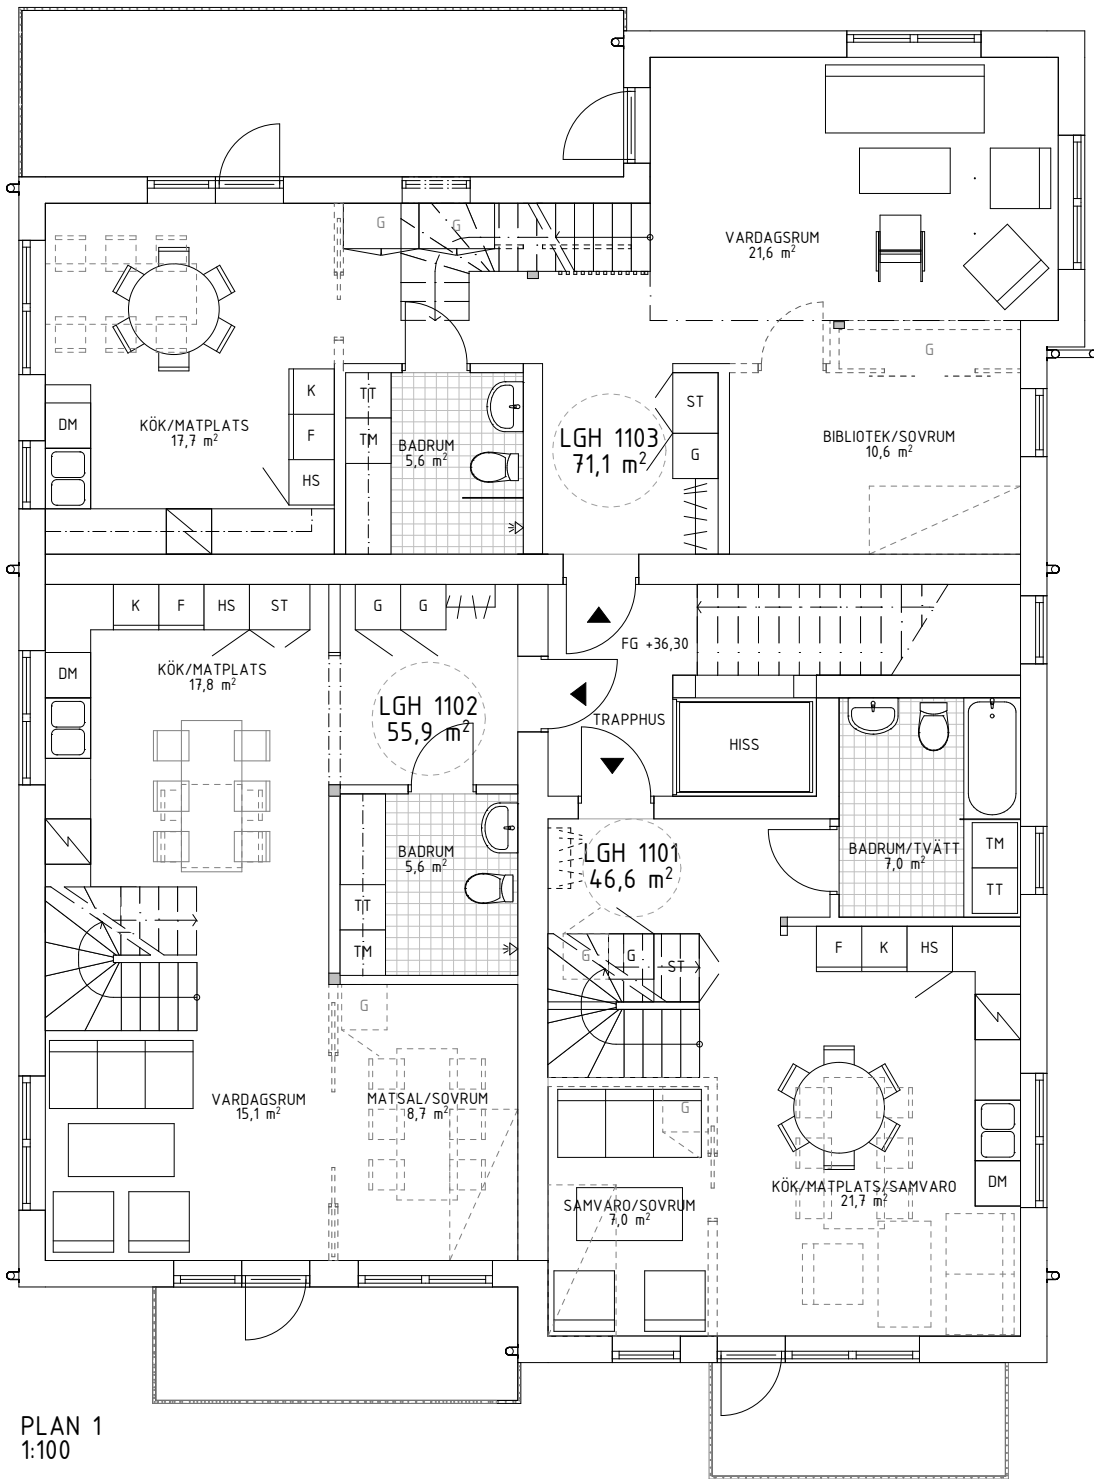 G
G
VARDAGSRUM
21,6 m²
G
K
F
HS
DM
KÖK/MATPLATS
17,7 m²
TT
TM
BADRUM
5,6 m²
LGH 1103
71,1 m²
ST
G
BIBLIOTEK/SOVRUM
10,6 m²
K
F
HS
ST
G
G
FG +36,30
DM
KÖK/MATPLATS
17,8 m²
LGH 1102
55,9 m²
TRAPPHUS
HISS
BADRUM
5,6 m²
TT
TM
LGH 1101
46,6 m²
BADRUM/TVÄTT
7,0 m²
TM
TT
G
G
ST
F
K
HS
G
VARDAGSRUM
15,1 m²
MATSAL/SOVRUM
8,7 m²
G
SAMVARO/SOVRUM
7,0 m²
KÖK/MATPLATS/SAMVARO
21,7 m²
DM
PLAN 1
1:100